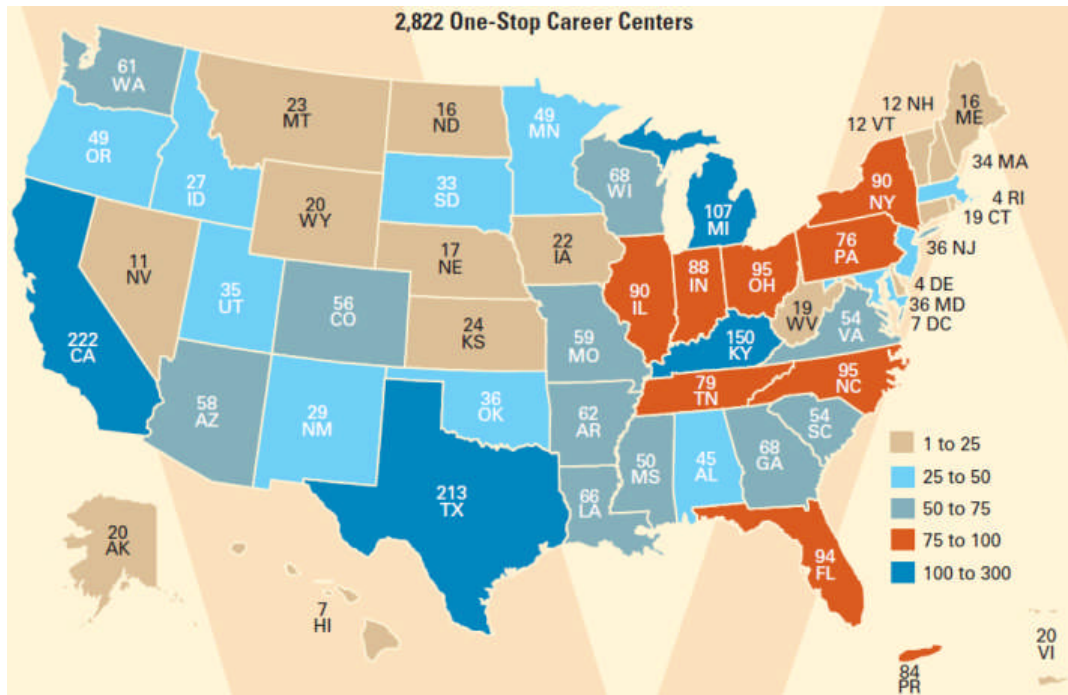 2,822 One-Stop Career Centers
61
WA
23
MT
16
ND
49
MN
12 NH
16
ME
12 VT
49
OR
27
ID
33
SD
68
WI
107
MI
90
NY
34 MA
4 RI
19 CT
20
WY
11
NV
35
UT
56
CO
17
NE
22
IA
24
KS
90
IL
88
IN
95
OH
76
PA
36 NJ
4 DE
36 MD
7 DC
19
WV
54
VA
222
CA
58
AZ
29
NM
36
OK
59
MO
150
KY
79
TN
95
NC
54
SC
62
AR
50
MS
45
AL
68
GA
66
LA
213
TX
94
FL
20
AK
7
HI
1 to 25
25 to 50
50 to 75
75 to 100
100 to 300
84
PR
20
VI